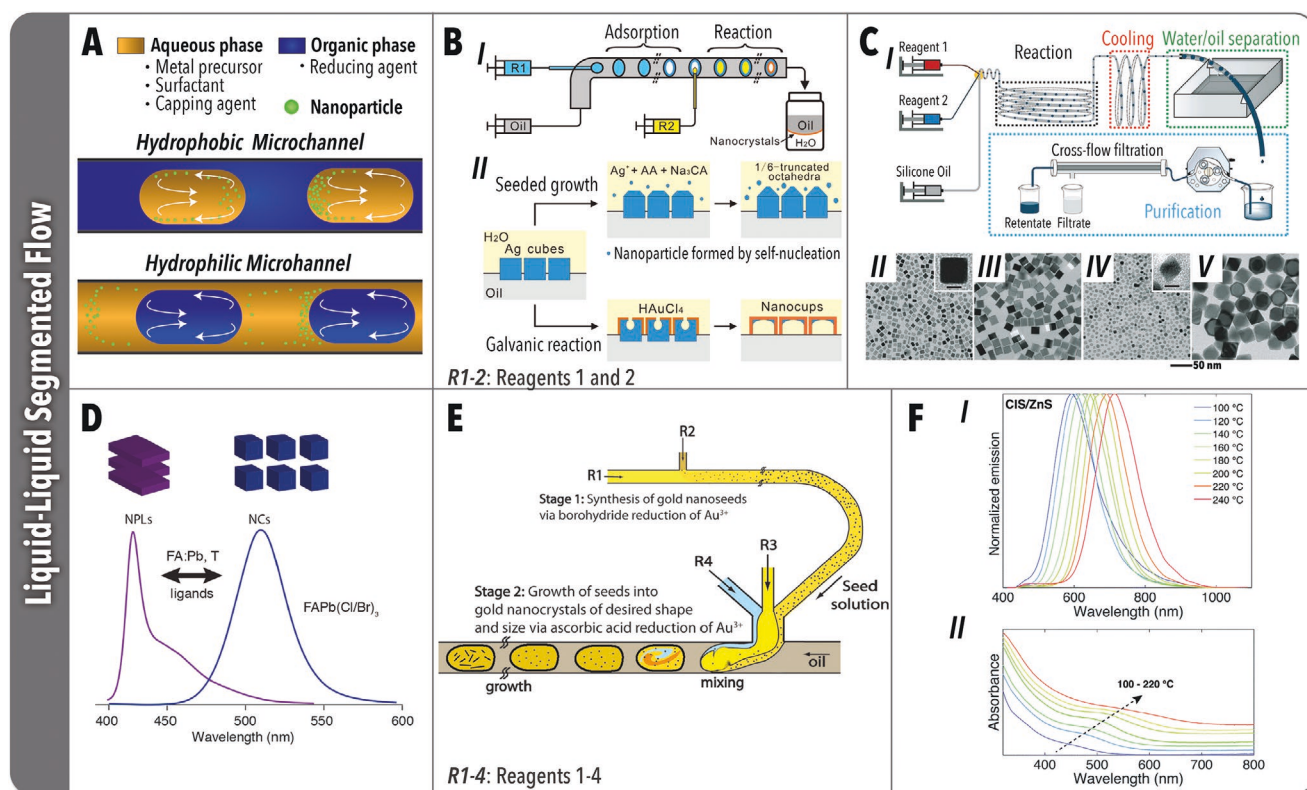 Liquid-Liquid Segmented Flow
A
Aqueous phase
· Metal precursor
· Surfactant
· Capping agent
Organic phase
· Reducing agent
Nanoparticle
Hydrophobic Microchannel
Hydrophilic Microhannel
B
I
Adsorption
Reaction
R1
Oil
R2
Oil
H₂O
Nanocrystals
II
Seeded growth
Ag⁺ + AA + Na₃CA
1/6-truncated
octahedra
H₂O
Ag cubes
Oil
• Nanoparticle formed by self-nucleation
HAuCl₄
Nanocups
Galvanic reaction
R1-2: Reagents 1 and 2
C
I
Reagent 1
Reagent 2
Silicone Oil
Reaction
Cooling
Water/oil separation
Cross-flow filtration
Purification
Retentate
Filtrate
II
III
IV
V
50 nm
D
NPLs
NCs
FA:Pb, T
ligands
FAPb(Cl/Br)₃
400 450 500 550 600
Wavelength (nm)
E
R2
R1
Stage 1: Synthesis of gold nanoseeds
via borohydride reduction of Au³⁺
R3
R4
Seed
solution
Stage 2: Growth of seeds into
gold nanocrystals of desired shape
and size via ascorbic acid reduction of Au³⁺
oil
growth
mixing
R1-4: Reagents 1-4
F
I
CIS/ZnS
100 °C
120 °C
140 °C
160 °C
180 °C
200 °C
220 °C
240 °C
Normalized emission
400 600 800 1000
Wavelength (nm)
II
Absorbance
100 - 220 °C
400 500 600 700 800
Wavelength (nm)